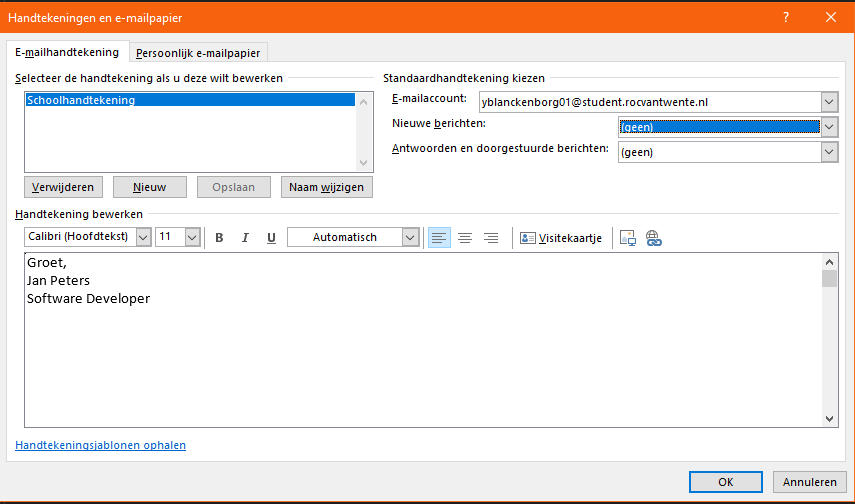 Handtekeningen en e-mailpapier ?
E-mailhandtekening Persoonlijk e-mailpapier
Selecteer de handtekening als u deze wilt bewerken
Schoolhandtekening
Verwijderen Nieuw Opslaan Naam wijzigen
Standaardhandtekening kiezen
E-mailaccount: yblanckenborg01@student.rocvantwente.nl
Nieuwe berichten: (geen)
Antwoorden en doorgestuurde berichten: (geen)
Handtekening bewerken
Calibri (Hoofdtekst) 11 B I U Automatisch Visitekaartje
Groet,
Jan Peters
Software Developer
Handtekeningsjablonen ophalen
OK Annuleren